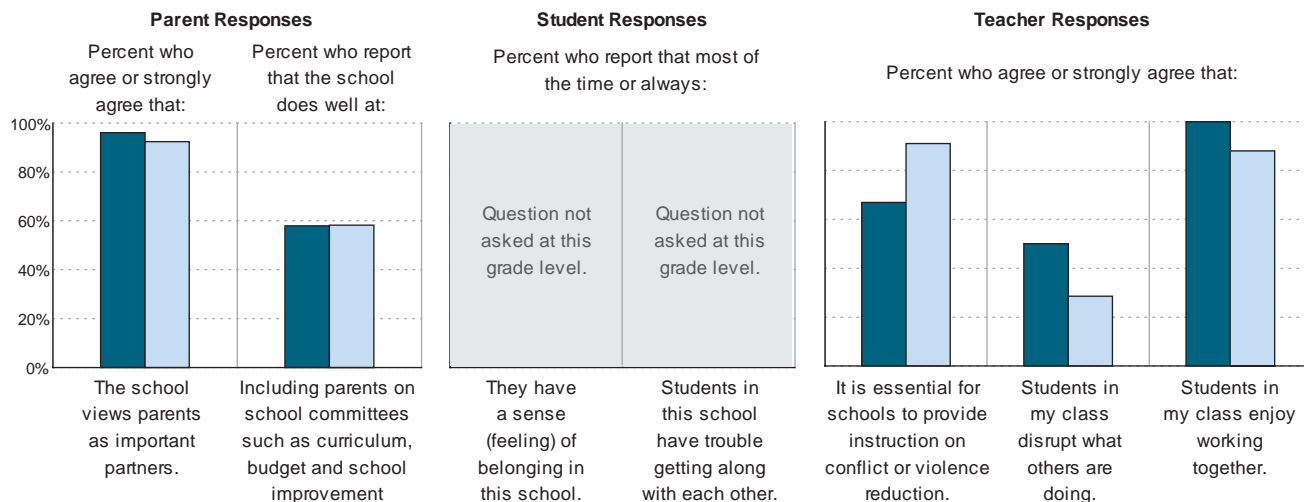 Parent Responses
Percent who
agree or strongly
agree that:
Percent who report
that the school
does well at:
100%
80%
60%
40%
20%
0%
The school
views parents
as important
partners.
Including parents on
school committees
such as curriculum,
budget and school
improvement
Student Responses
Percent who report that most of
the time or always:
Question not
asked at this
grade level.
Question not
asked at this
grade level.
They have
a sense
(feeling) of
belonging in
this school.
Students in
this school
have trouble
getting along
with each other.
Teacher Responses
Percent who agree or strongly agree that:
It is essential for
schools to provide
instruction on
conflict or violence
reduction.
Students in
my class
disrupt what
others are
doing.
Students in
my class enjoy
working
together.